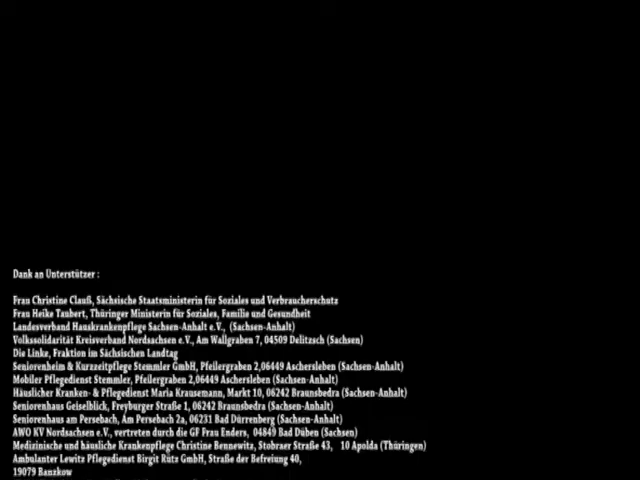 Dank an Unterstützer :
Frau Christine Clauß, Sächsische Staatsministerin für Soziales und Verbraucherschutz
Frau Heike Taubert, Thüringer Ministerin für Soziales, Familie und Gesundheit
Landesverband Hauskrankenpflege Sachsen-Anhalt e.V., (Sachsen-Anhalt)
Volkssolidarität Kreisverband Nordsachsen e.V., Am Wallgraben 7, 04509 Delitzsch (Sachsen)
Die Linke, Fraktion im Sächsischen Landtag
Seniorenheim & Kurzzeitpflege Stemmler GmbH, Pfeilergraben 2,06449 Aschersleben (Sachsen-Anhalt)
Mobiler Pflegedienst Stemmler, Pfeilergraben 2,06449 Aschersleben (Sachsen-Anhalt)
Häuslicher Kranken- & Pflegedienst Maria Krausemann, Markt 10, 06242 Braunsbedra (Sachsen-Anhalt)
Seniorenhaus Geiselblick, Freyburger Straße 1, 06242 Braunsbedra (Sachsen-Anhalt)
Seniorenhaus am Persebach, Am Persebach 2a, 06231 Bad Dürrenberg (Sachsen-Anhalt)
AWO KV Nordsachsen e.V., vertreten durch die GF Frau Enders, 04849 Bad Düben (Sachsen)
Medizinische und häusliche Krankenpflege Christine Bennewitz, Stobraer Straße 43, 10 Apolda (Thüringen)
Ambulanter Lewitz Pflegedienst Birgit Rütz GmbH, Straße der Befreiung 40,
19079 Banzkow